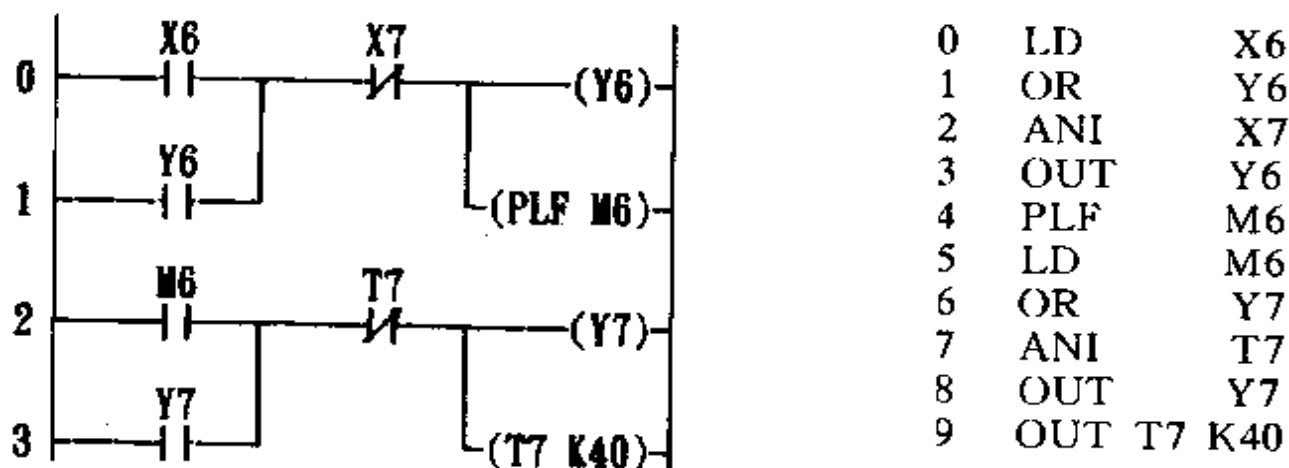 X6 X7
0 (Y6)
Y6
1 (PLF M6)
M6 T7
2 (Y7)
Y7
3 (T7 K40)
0 LD X6
1 OR Y6
2 ANI X7
3 OUT Y6
4 PLF M6
5 LD M6
6 OR Y7
7 ANI T7
8 OUT Y7
9 OUT T7 K40